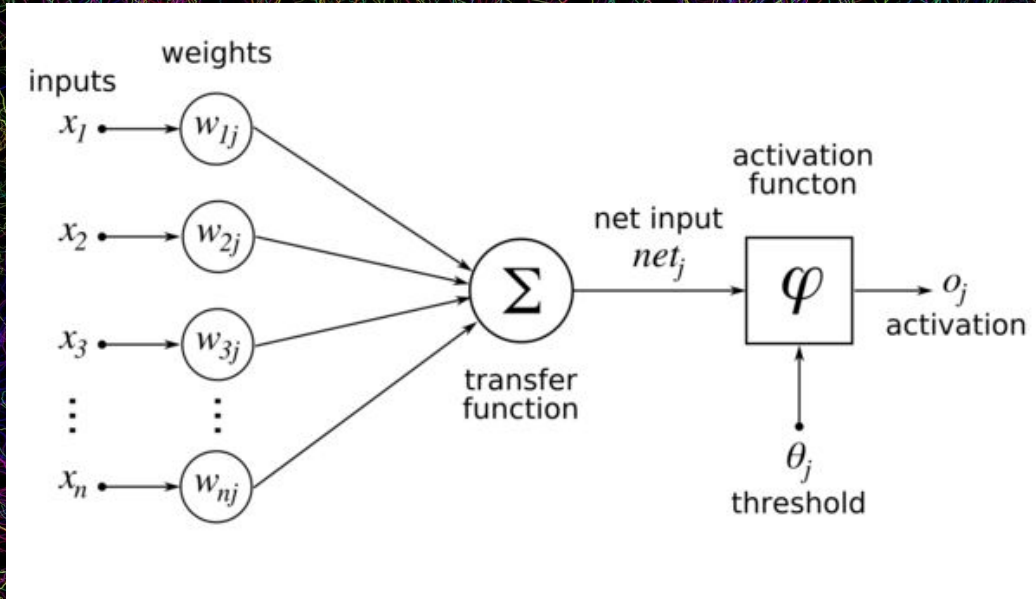 weights
inputs
x1
w1j
x2
w2j
x3
w3j
⋮
⋮
xn
wnj
Σ
transfer
function
net input
netj
activation
functon
φ
θj
threshold
oj
activation